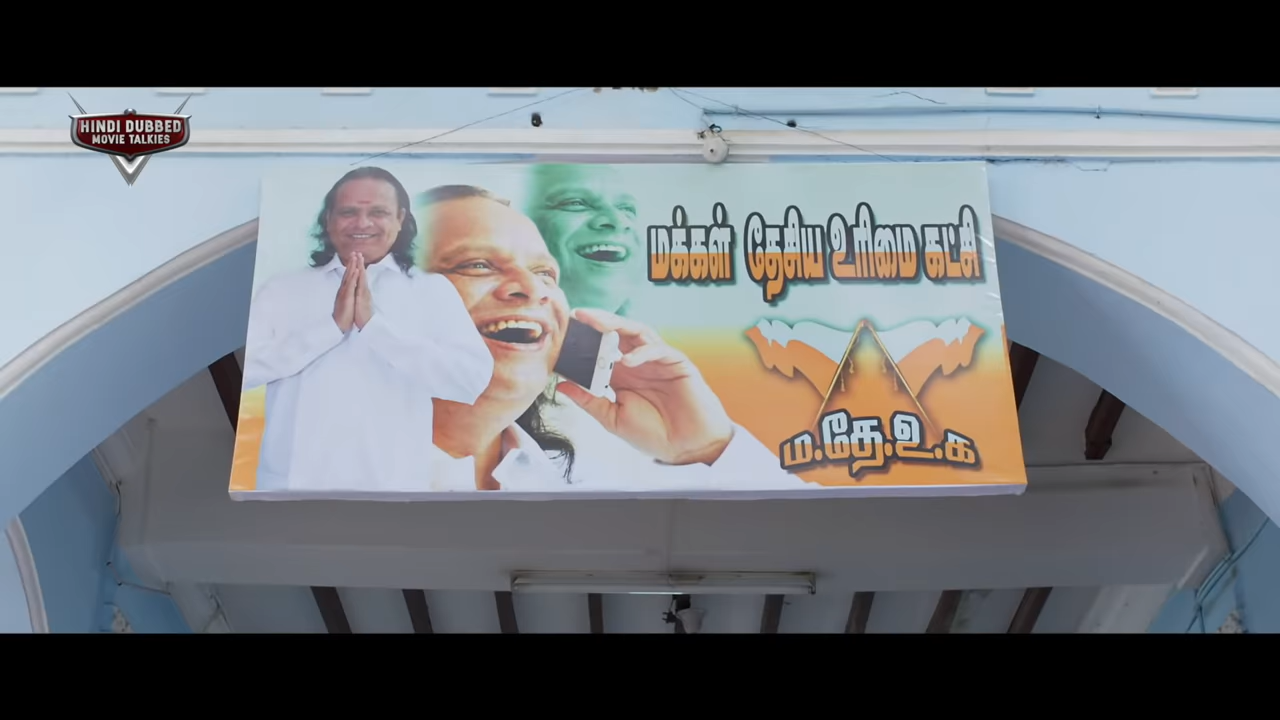 HINDI DUBBED
MOVIE TALKIES
மக்கள் தேசிய உரிமை கட்சி
ம.தே.உ.க